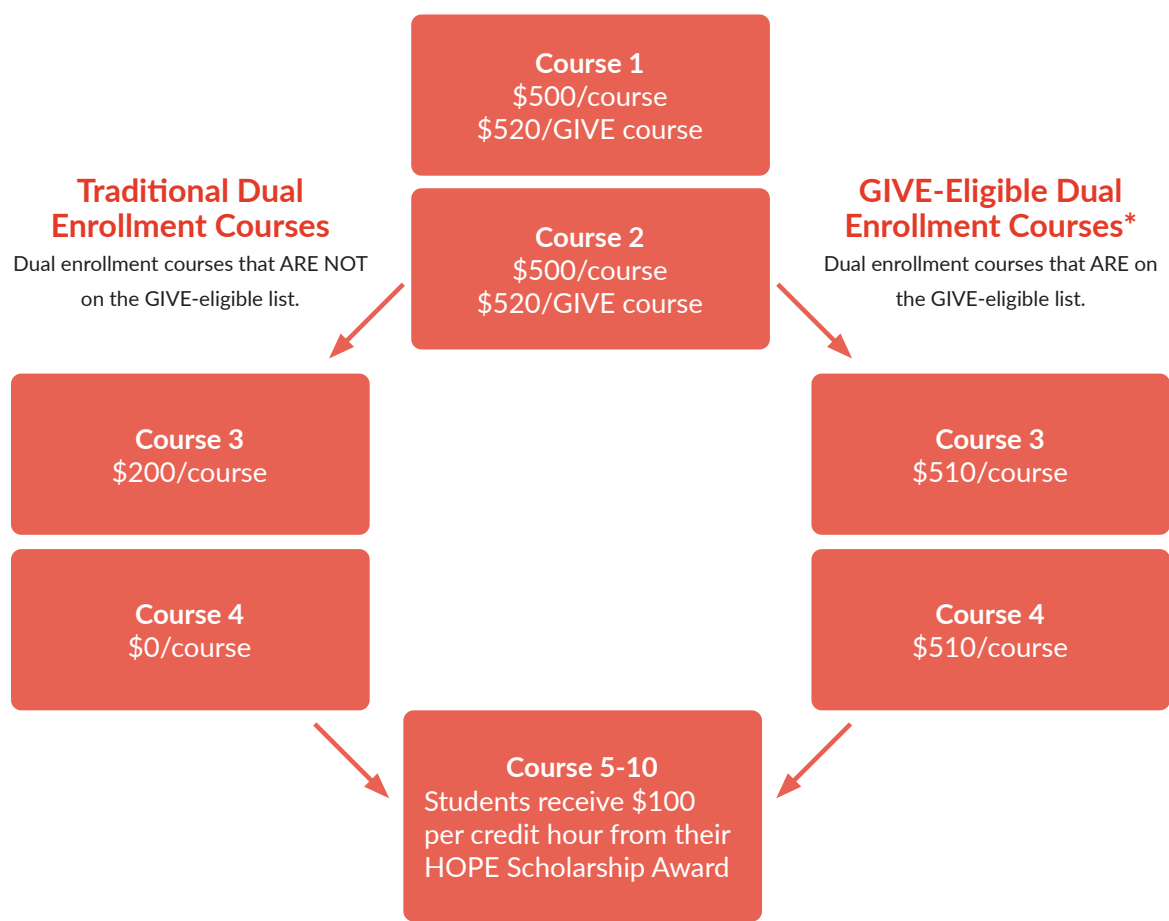 Course 1
$500/course
$520/GIVE course
Traditional Dual
Enrollment Courses
Dual enrollment courses that ARE NOT
on the GIVE-eligible list.
Course 2
$500/course
$520/GIVE course
GIVE-Eligible Dual
Enrollment Courses*
Dual enrollment courses that ARE on
the GIVE-eligible list.
Course 3
$200/course
Course 3
$510/course
Course 4
$0/course
Course 4
$510/course
Course 5-10
Students receive $100
per credit hour from their
HOPE Scholarship Award